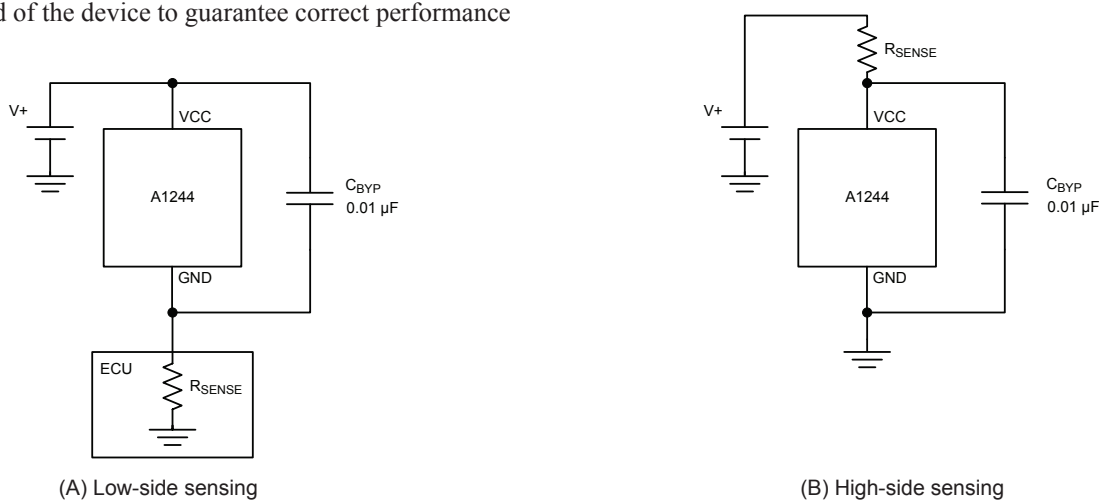 of the device to guarantee correct performance
V+
VCC
A1244
GND
CBYP
0.01 µF
ECU
RSENSE
(A) Low-side sensing
RSENSE
V+
VCC
A1244
GND
CBYP
0.01 µF
(B) High-side sensing